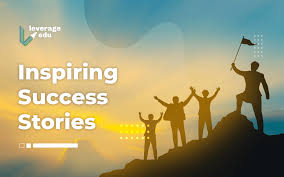 leverage
edu
Inspiring
Success
Stories